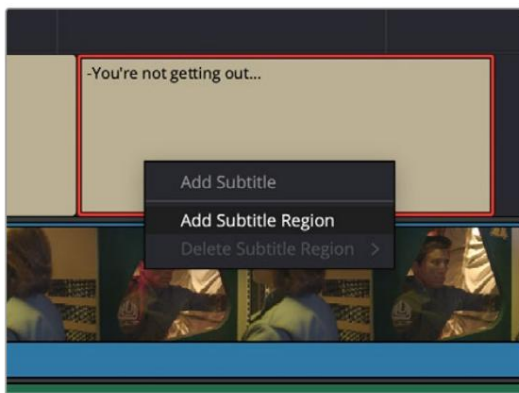 -You're not getting out...
Add Subtitle
Add Subtitle Region
Delete Subtitle Region >